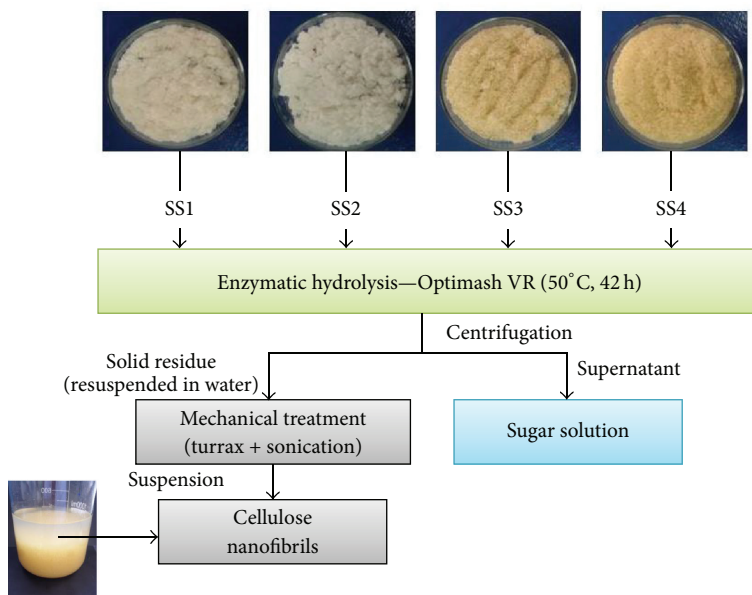 SS1
SS2
SS3
SS4
Enzymatic hydrolysis—Optimash VR (50°C, 42 h)
Centrifugation
Solid residue
(resuspended in water)
Supernatant
Mechanical treatment
(turrax + sonication)
Sugar solution
Suspension
Cellulose
nanofibrils